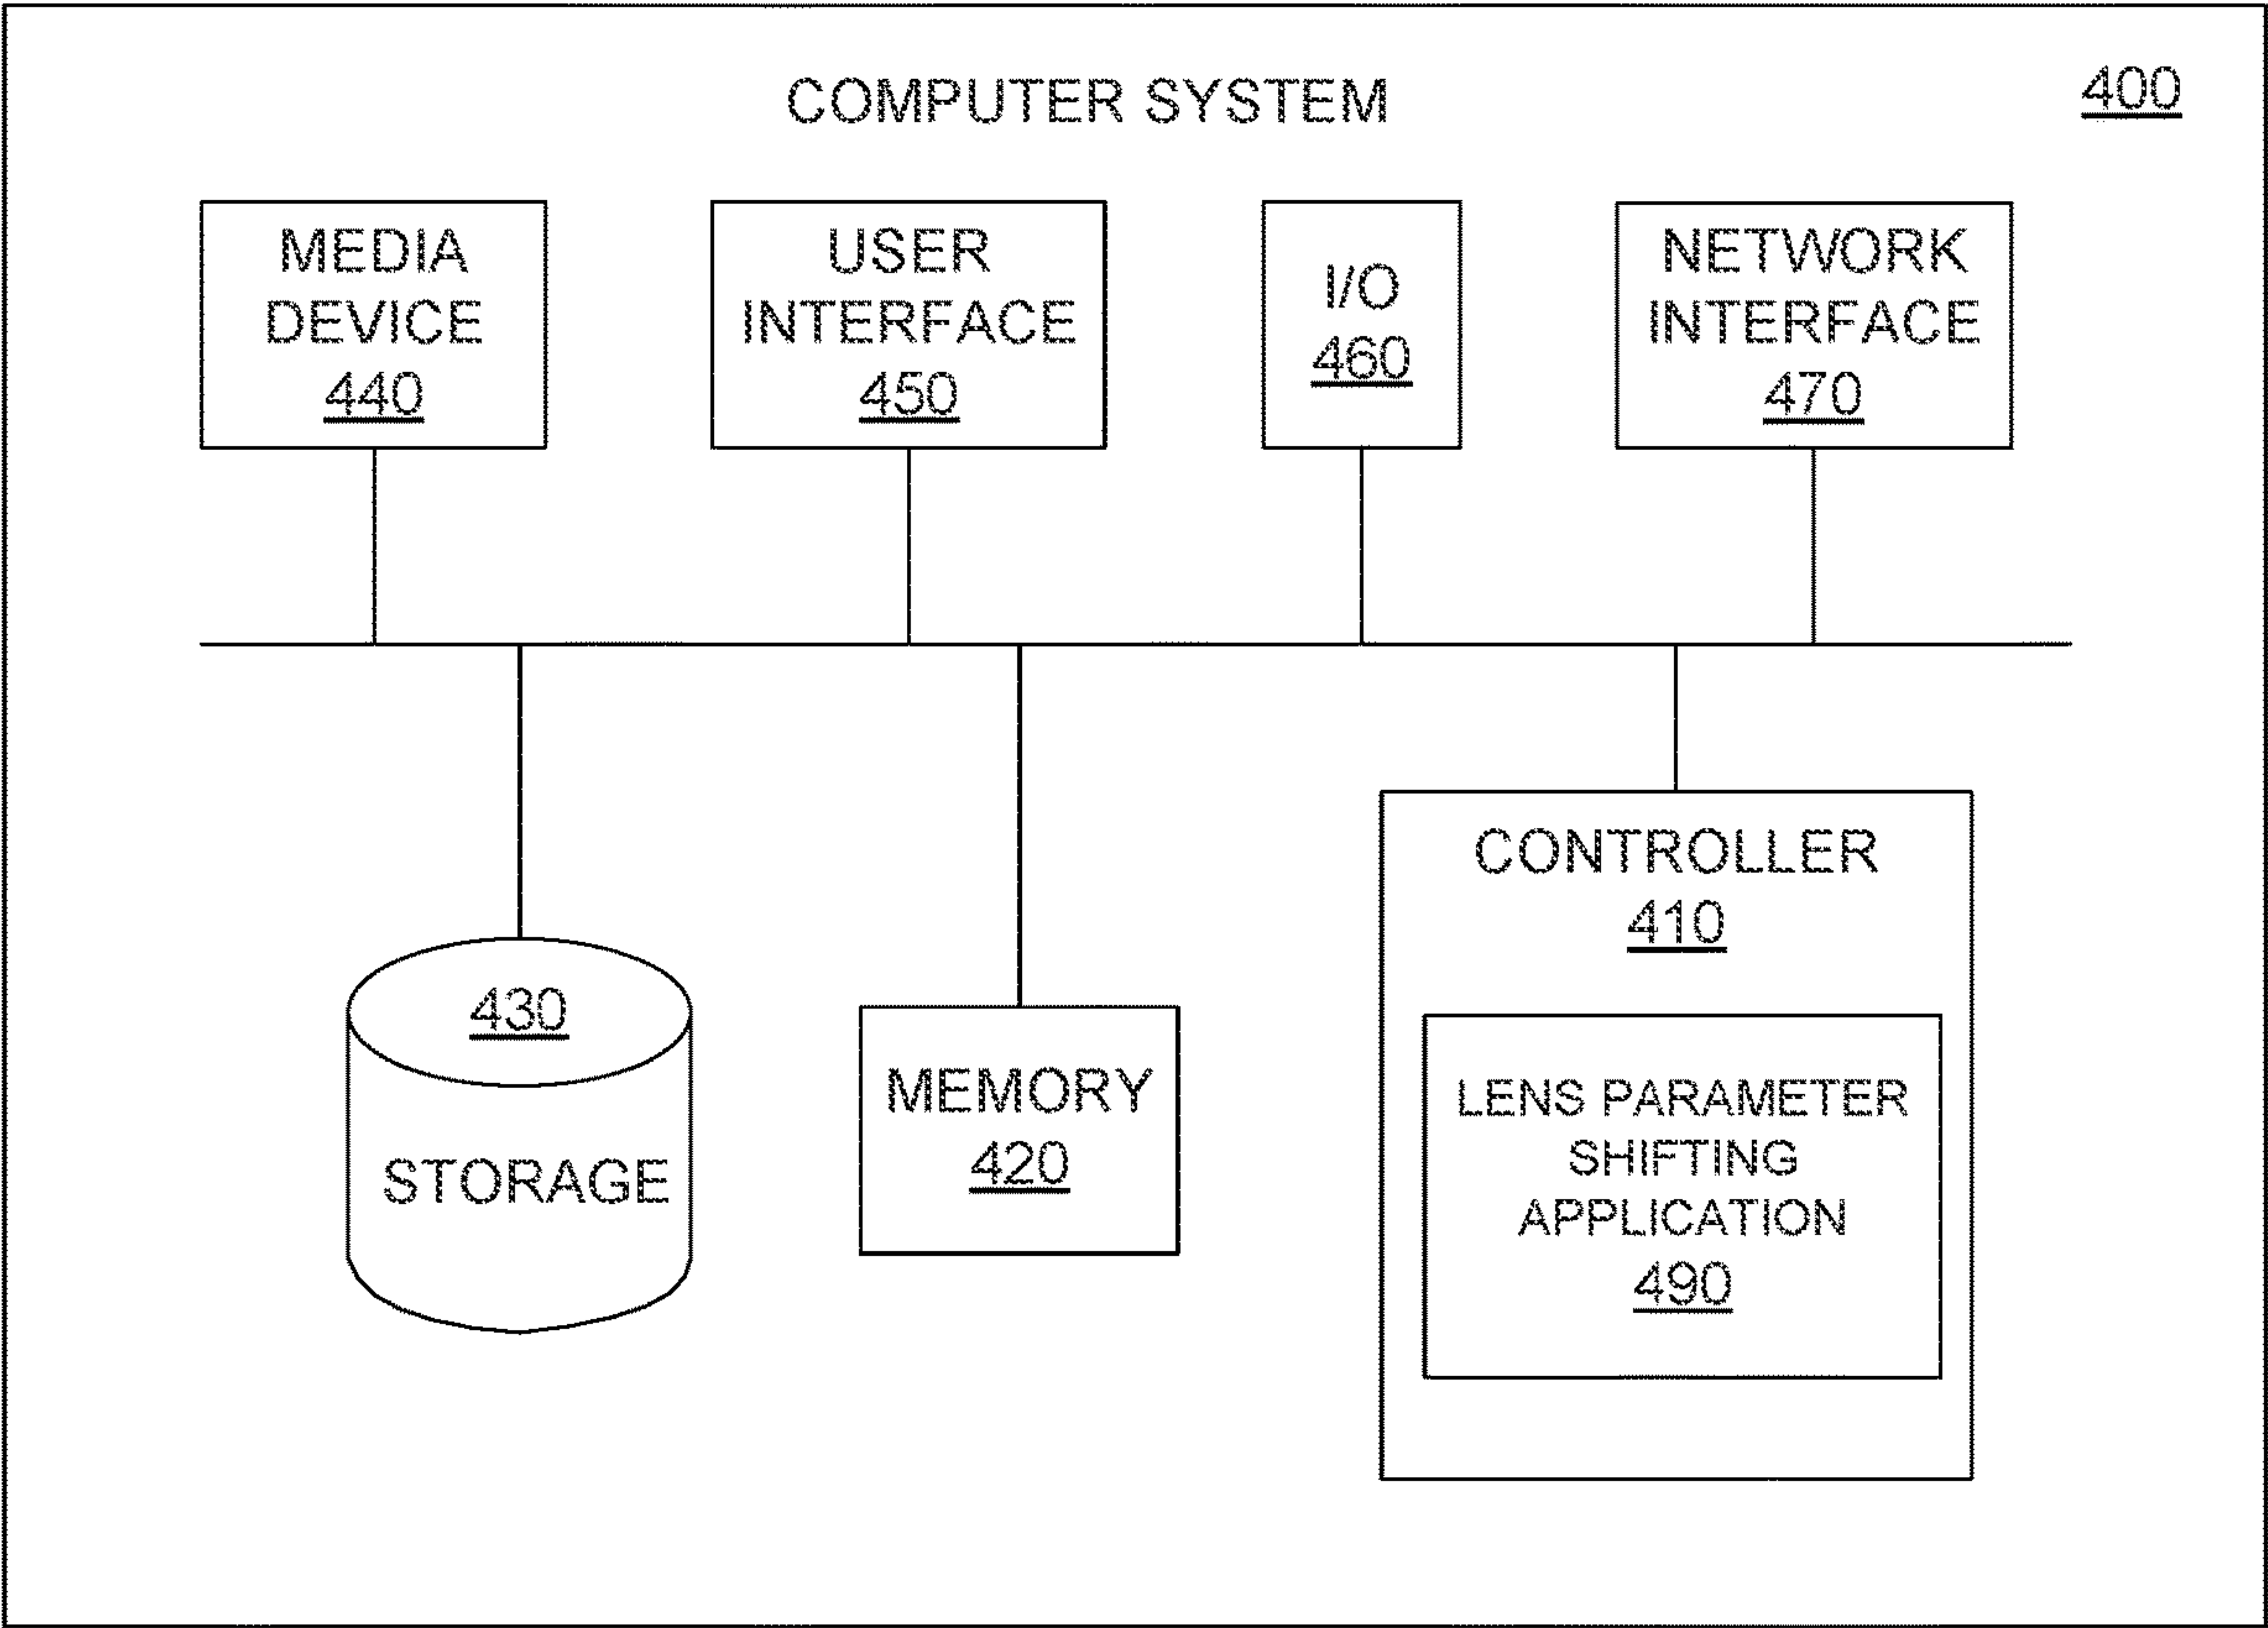 COMPUTER SYSTEM
400
MEDIA
DEVICE
440
USER
INTERFACE
450
I/O
460
NETWORK
INTERFACE
470
430
STORAGE
MEMORY
420
CONTROLLER
410
LENS PARAMETER
SHIFTING
APPLICATION
490